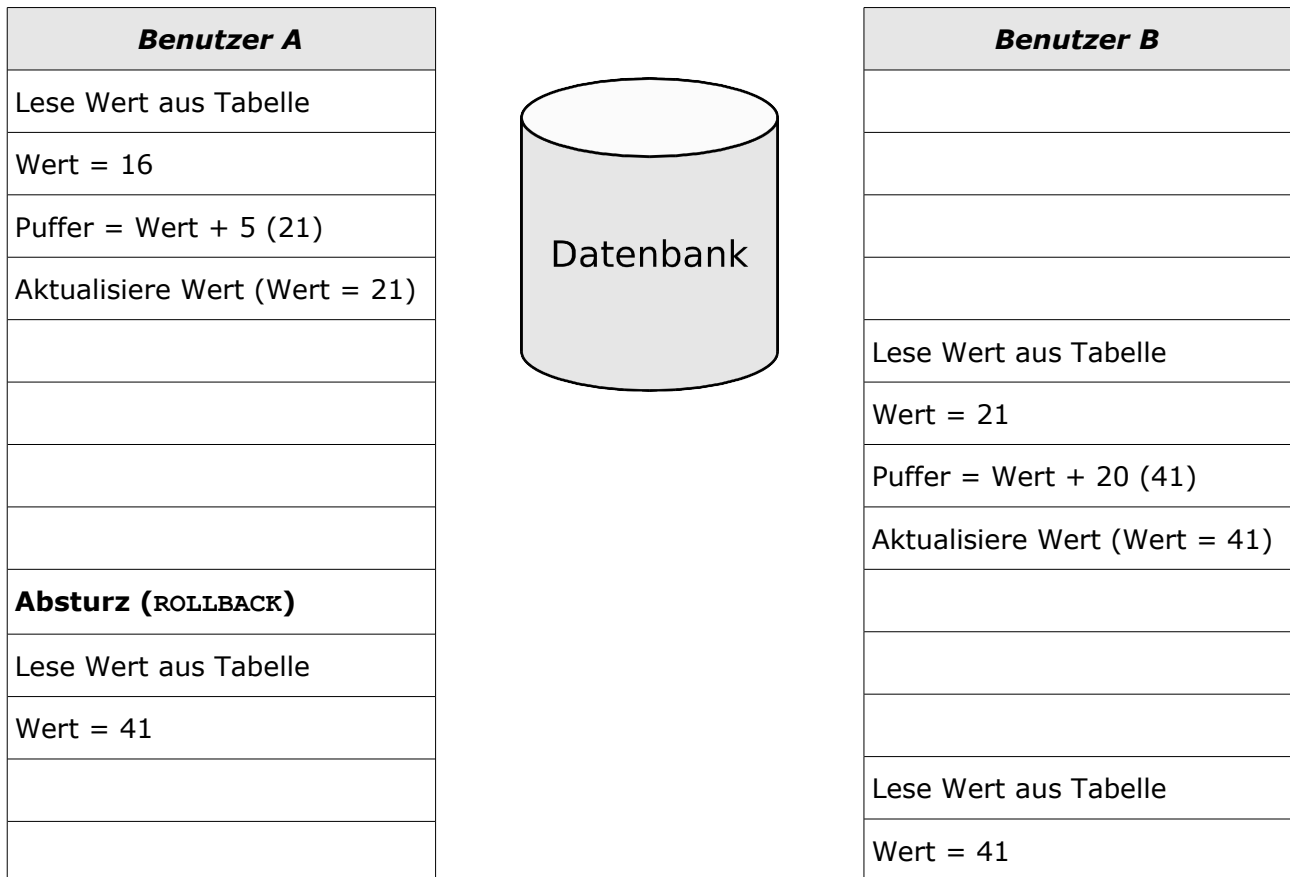 Benutzer A
Lese Wert aus Tabelle
Wert = 16
Puffer = Wert + 5 (21)
Aktualisiere Wert (Wert = 21)
Absturz (ROLLBACK)
Lese Wert aus Tabelle
Wert = 41
Datenbank
Benutzer B
Lese Wert aus Tabelle
Wert = 21
Puffer = Wert + 20 (41)
Aktualisiere Wert (Wert = 41)
Lese Wert aus Tabelle
Wert = 41